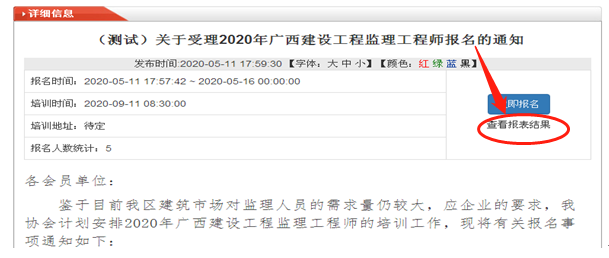 详细信息
（测试）关于受理2020年广西建设工程监理工程师报名的通知
发布时间:2020-05-11 17:59:30 【字体：大 中 小】【颜色：红 绿 蓝 黑】
报名时间：2020-05-11 17:57:42 ~ 2020-05-16 00:00:00
培训时间：2020-09-11 08:30:00
培训地址：待定
报名人数统计：5
即报名
查看报表结果
各会员单位：
鉴于目前我区建筑市场对监理人员的需求量仍较大，应企业的要求，我
协会计划安排2020年广西建设工程监理工程师的培训工作，现将有关报名事
项通知如下：